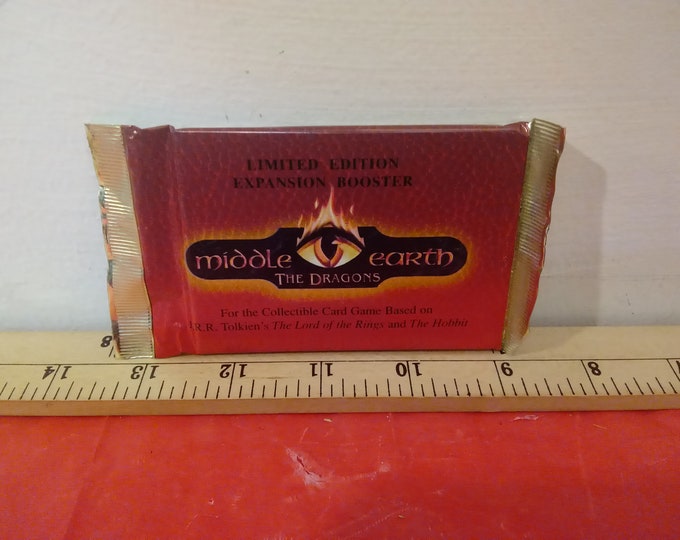 LIMITED EDITION
EXPANSION BOOSTER
MIDDLE EARTH
THE DRAGONS
For the Collectible Card Game Based on
J.R.R. Tolkien's The Lord of the Rings and The Hobbit
14 13 12 11 10 9 8
8